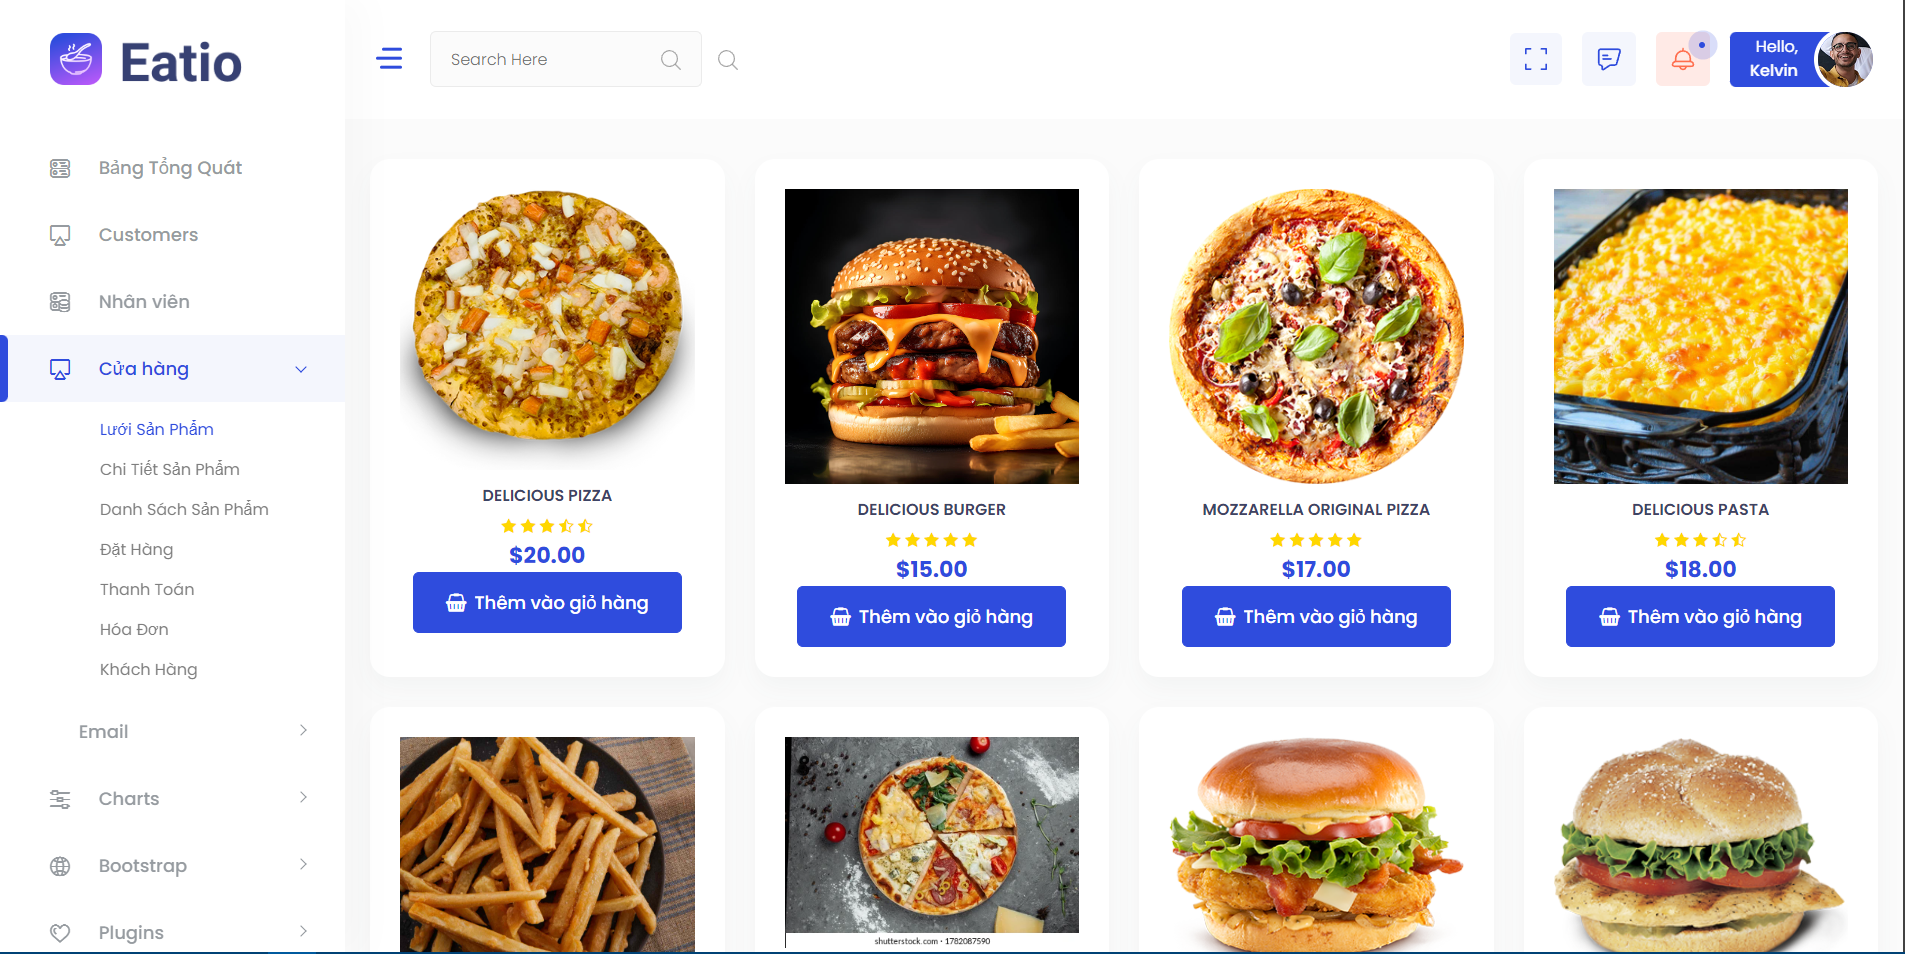 Eatio
Search Here
Hello,
Kelvin
Bảng Tổng Quát
Customers
Nhân viên
Cửa hàng
Lưới Sản Phẩm
Chi Tiết Sản Phẩm
Danh Sách Sản Phẩm
Đặt Hàng
Thanh Toán
Hóa Đơn
Khách Hàng
Email
Charts
Bootstrap
Plugins
DELICIOUS PIZZA
$20.00
Thêm vào giỏ hàng
DELICIOUS BURGER
$15.00
Thêm vào giỏ hàng
MOZZARELLA ORIGINAL PIZZA
$17.00
Thêm vào giỏ hàng
DELICIOUS PASTA
$18.00
Thêm vào giỏ hàng
shutterstock.com · 1782087590